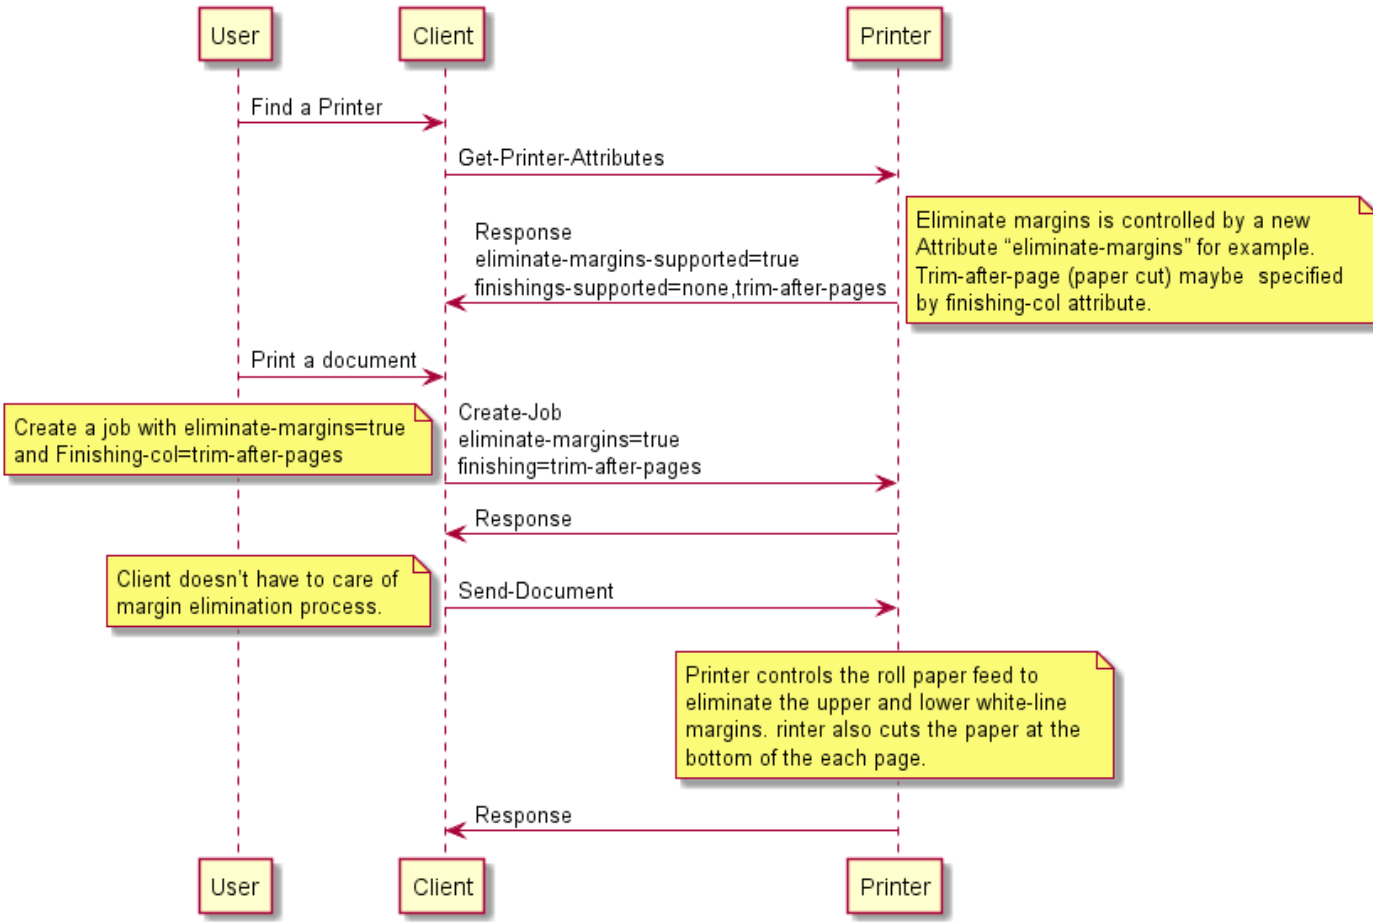 User
Client
Printer
Find a Printer
Get-Printer-Attributes
Response
eliminate-margins-supported=true
finishings-supported=none,trim-after-pages
Eliminate margins is controlled by a new
Attribute “eliminate-margins” for example.
Trim-after-page (paper cut) maybe  specified
by finishing-col attribute.
Print a document
Create a job with eliminate-margins=true
and Finishing-col=trim-after-pages
Create-Job
eliminate-margins=true
finishing=trim-after-pages
Response
Client doesn't have to care of
margin elimination process.
Send-Document
Printer controls the roll paper feed to
eliminate the upper and lower white-line
margins. rinter also cuts the paper at the
bottom of the each page.
Response
User
Client
Printer